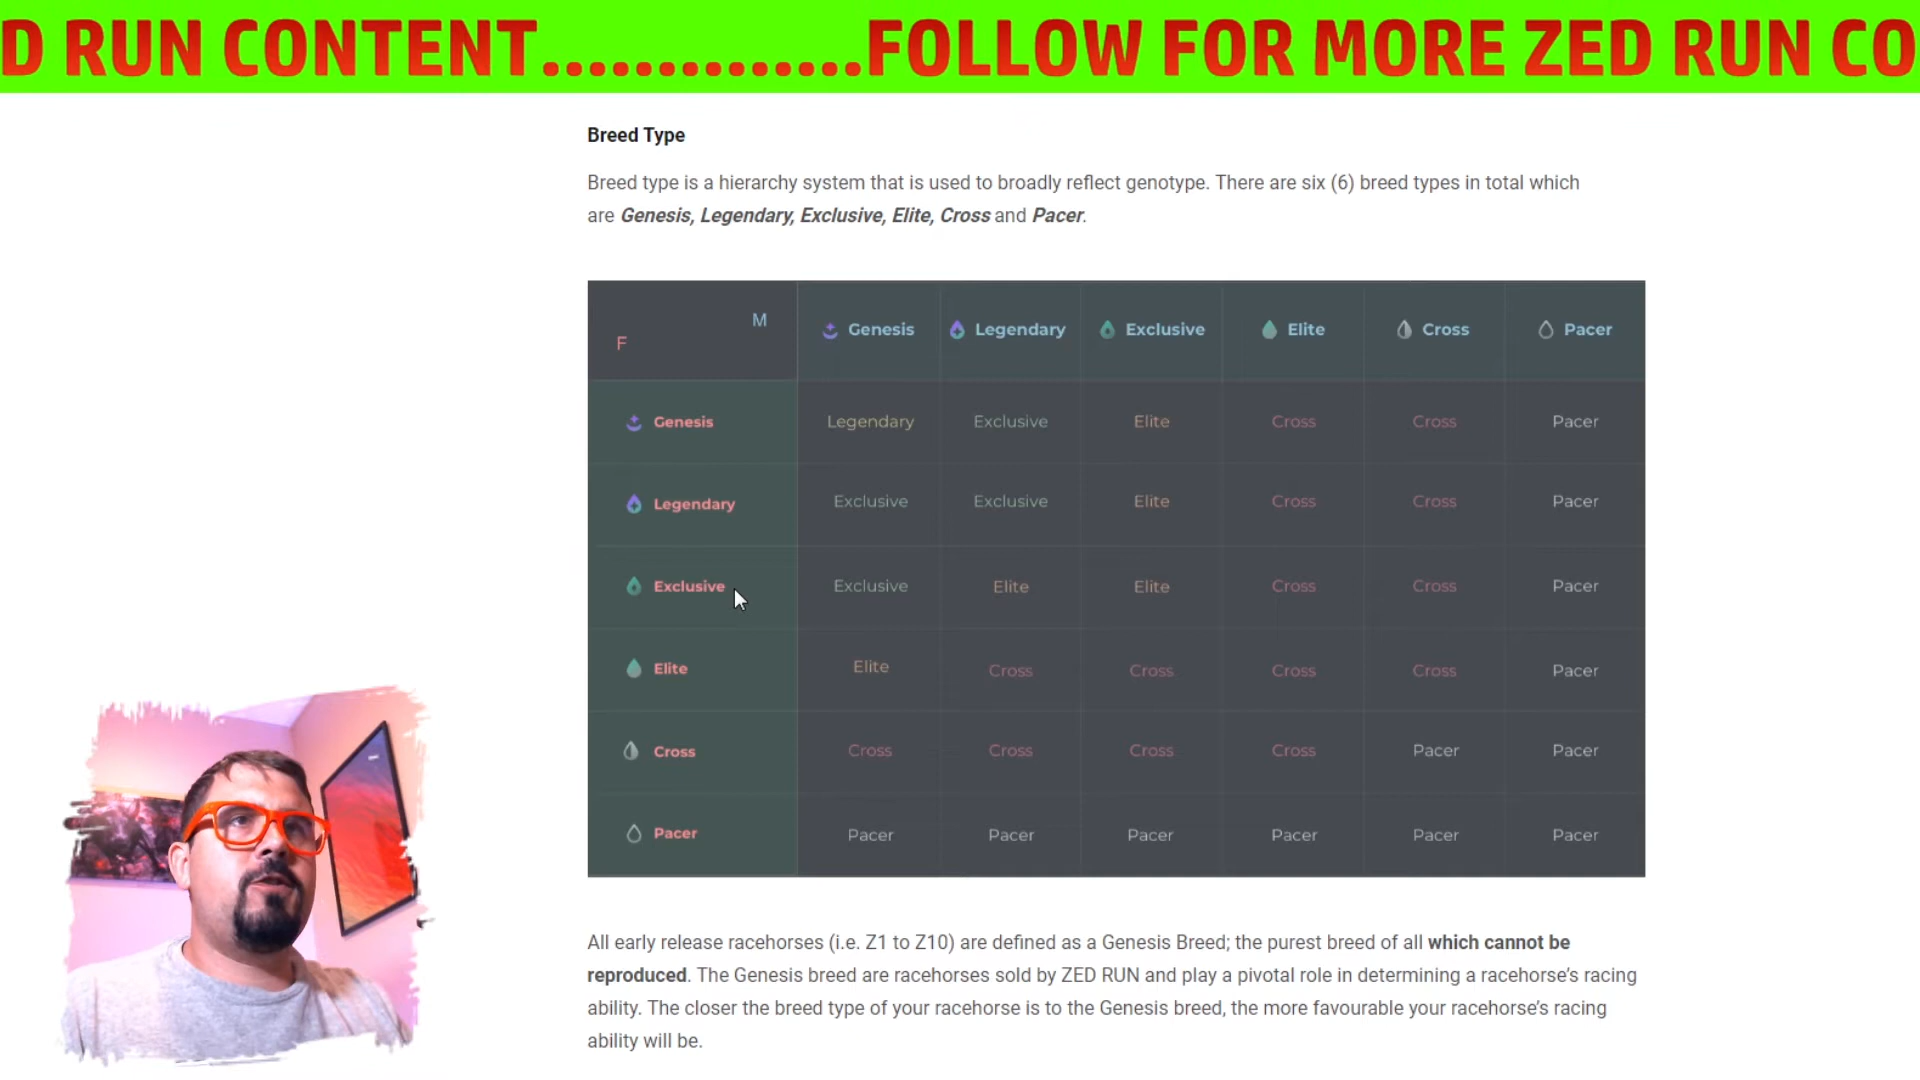 D RUN CONTENT..............FOLLOW FOR MORE ZED RUN CO
Breed Type
Breed type is a hierarchy system that is used to broadly reflect genotype. There are six (6) breed types in total which
are Genesis, Legendary, Exclusive, Elite, Cross and Pacer.
M
F
Genesis Legendary Exclusive Elite Cross Pacer
Genesis Legendary Exclusive Elite Cross Cross Pacer
Legendary Exclusive Exclusive Elite Cross Cross Pacer
Exclusive Exclusive Elite Elite Cross Cross Pacer
Elite Elite Cross Cross Cross Cross Pacer
Cross Cross Cross Cross Cross Pacer Pacer
Pacer Pacer Pacer Pacer Pacer Pacer Pacer
All early release racehorses (i.e. Z1 to Z10) are defined as a Genesis Breed; the purest breed of all which cannot be
reproduced. The Genesis breed are racehorses sold by ZED RUN and play a pivotal role in determining a racehorse's racing
ability. The closer the breed type of your racehorse is to the Genesis breed, the more favourable your racehorse's racing
ability will be.